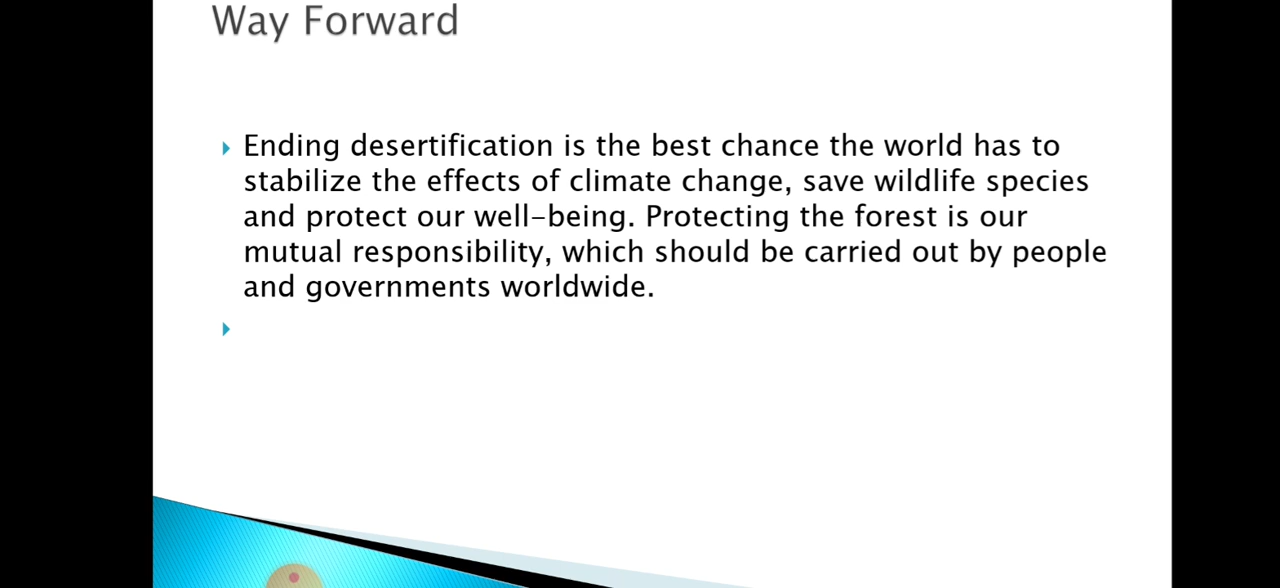 Way Forward
Ending desertification is the best chance the world has to
stabilize the effects of climate change, save wildlife species
and protect our well-being. Protecting the forest is our
mutual responsibility, which should be carried out by people
and governments worldwide.